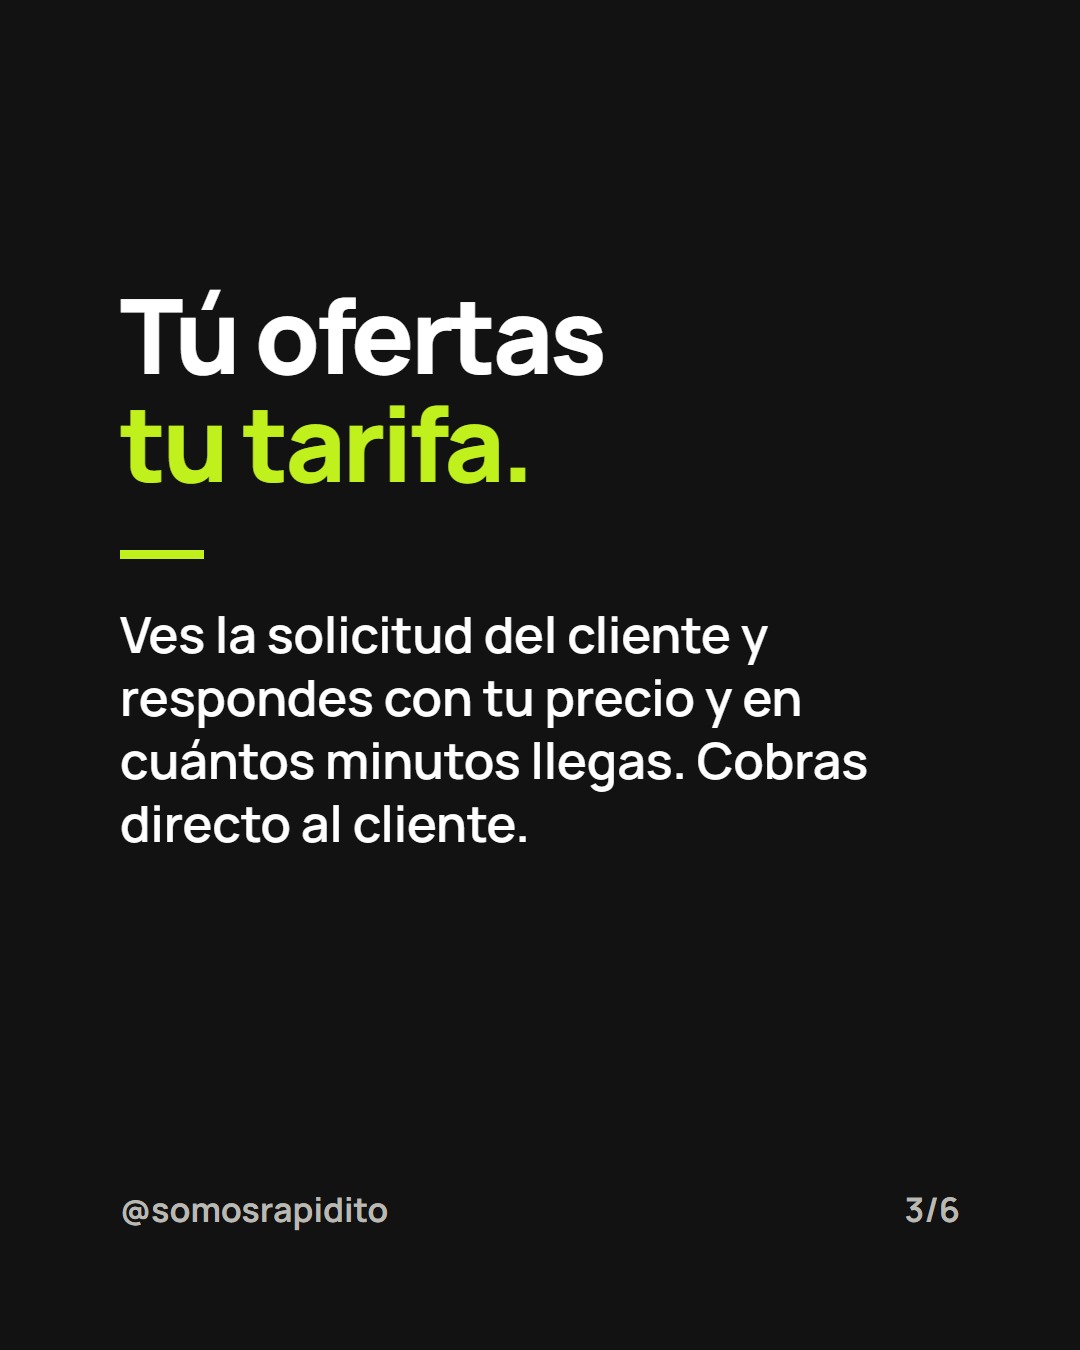 Tú ofertas
tu tarifa.
Ves la solicitud del cliente y
respondes con tu precio y en
cuántos minutos llegas. Cobras
directo al cliente.
@somosrapidito
3/6